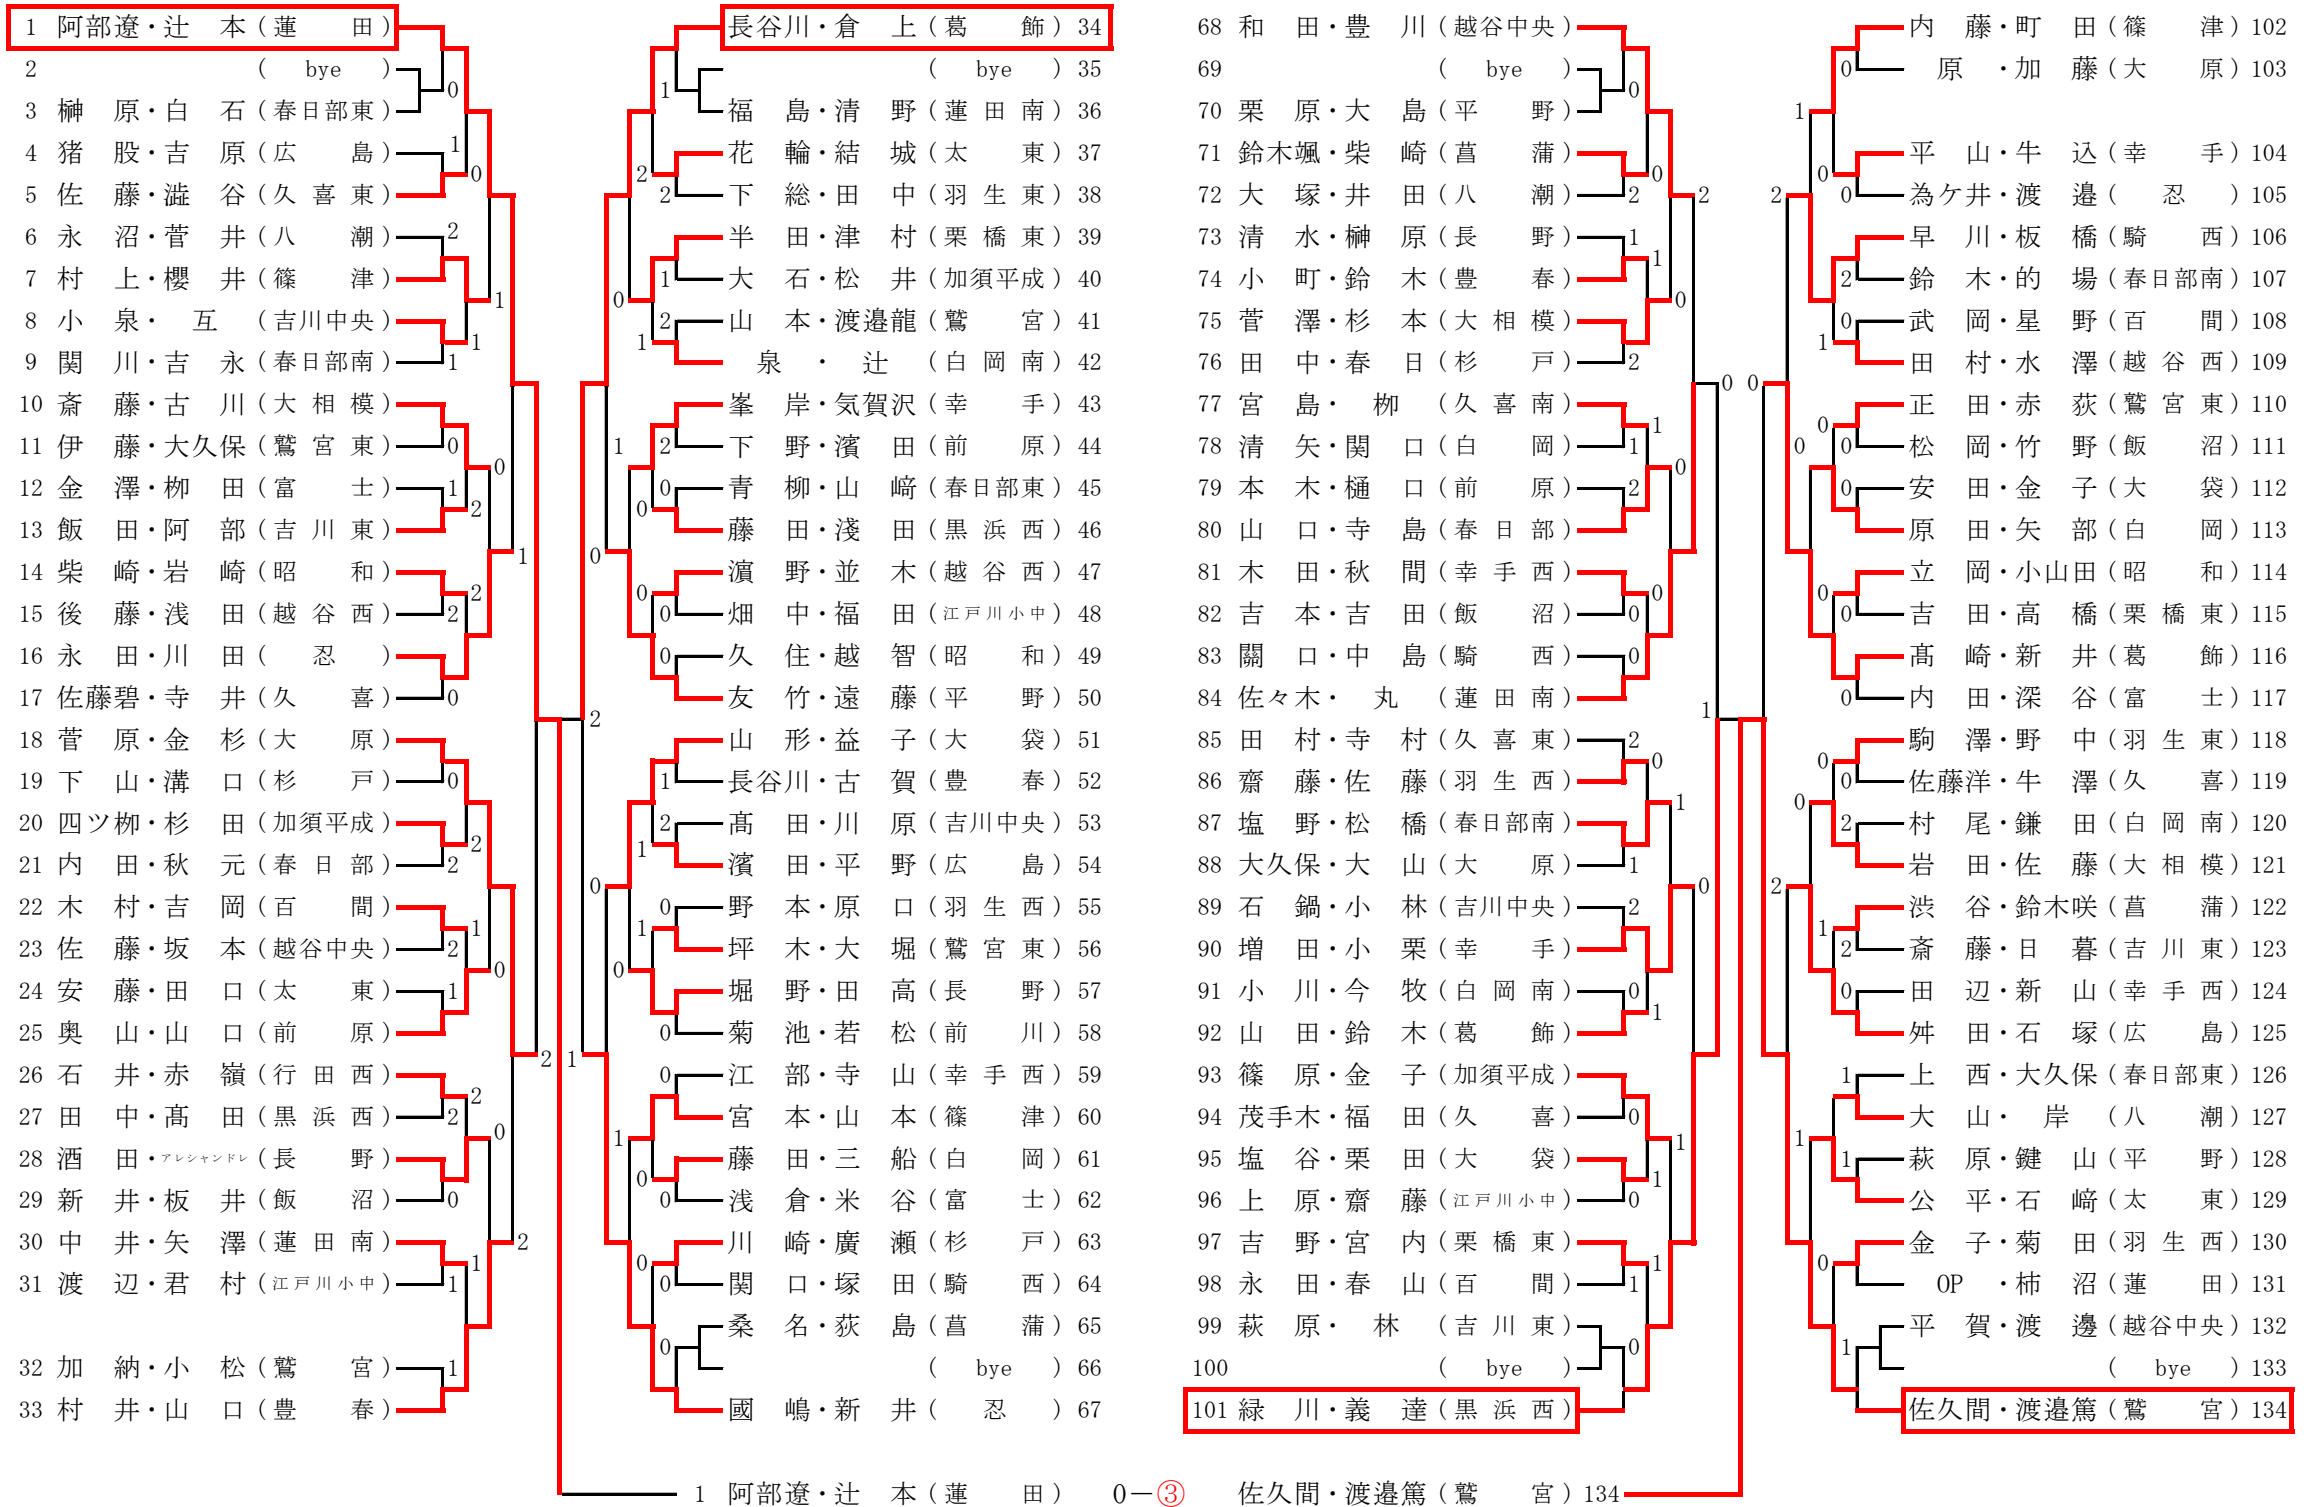 1 阿部遼・辻 本（蓮 田）
2 （ bye ）
3 榊 原・白 石（春日部東）
4 猪 股・吉 原（広 島）
5 佐 藤・澁 谷（久 喜 東）
6 永 沼・菅 井（八 潮）
7 村 上・櫻 井（篠 津）
8 小 泉・ 互 （吉川中央）
9 関 川・吉 永（春日部南）
10 斎 藤・古 川（大 相 模）
11 伊 藤・大久保（鷲 宮 東）
12 金 澤・栁 田（富 士）
13 飯 田・阿 部（吉 川 東）
14 柴 崎・岩 崎（昭 和）
15 後 藤・浅 田（越 谷 西）
16 永 田・川 田（ 忍 ）
17 佐藤碧・寺 井（久 喜）
18 菅 原・金 杉（大 原）
19 下 山・溝 口（杉 戸）
20 四ツ栁・杉 田（加須平成）
21 内 田・秋 元（春 日 部）
22 木 村・吉 岡（百 間）
23 佐 藤・坂 本（越谷中央）
24 安 藤・田 口（太 東）
25 奥 山・山 口（前 原）
26 石 井・赤 嶺（行 田 西）
27 田 中・髙 田（黒 浜 西）
28 酒 田・アレシャンドレ（長 野）
29 新 井・板 井（飯 沼）
30 中 井・矢 澤（蓮 田 南）
31 渡 辺・君 村（江戸川小中）
32 加 納・小 松（鷲 宮）
33 村 井・山 口（豊 春）
長谷川・倉 上（葛 飾）34
（ bye ）35
福 島・清 野（蓮 田 南）36
花 輪・結 城（太 東）37
下 総・田 中（羽 生 東）38
半 田・津 村（栗 橋 東）39
大 石・松 井（加須平成）40
山 本・渡邉龍（鷲 宮）41
泉 ・ 辻 （白 岡 南）42
峯 岸・気賀沢（幸 手）43
下 野・濱 田（前 原）44
青 柳・山 﨑（春日部東）45
藤 田・淺 田（黒 浜 西）46
濵 野・並 木（越 谷 西）47
畑 中・福 田（江戸川小中）48
久 住・越 智（昭 和）49
友 竹・遠 藤（平 野）50
山 形・益 子（大 袋）51
長谷川・古 賀（豊 春）52
髙 田・川 原（吉川中央）53
濱 田・平 野（広 島）54
野 本・原 口（羽 生 西）55
坪 木・大 堀（鷲 宮 東）56
堀 野・田 高（長 野）57
菊 池・若 松（前 川）58
江 部・寺 山（幸 手 西）59
宮 本・山 本（篠 津）60
藤 田・三 船（白 岡）61
浅 倉・米 谷（富 士）62
川 崎・廣 瀬（杉 戸）63
関 口・塚 田（騎 西）64
桑 名・荻 島（菖 蒲）65
（ bye ）66
國 嶋・新 井（ 忍 ）67
68 和 田・豊 川（越谷中央）
69 （ bye ）
70 栗 原・大 島（平 野）
71 鈴木颯・柴 崎（菖 蒲）
72 大 塚・井 田（八 潮）
73 清 水・榊 原（長 野）
74 小 町・鈴 木（豊 春）
75 菅 澤・杉 本（大 相 模）
76 田 中・春 日（杉 戸）
77 宮 島・ 栁 （久 喜 南）
78 清 矢・関 口（白 岡）
79 本 木・樋 口（前 原）
80 山 口・寺 島（春 日 部）
81 木 田・秋 間（幸 手 西）
82 吉 本・吉 田（飯 沼）
83 關 口・中 島（騎 西）
84 佐々木・ 丸 （蓮 田 南）
85 田 村・寺 村（久 喜 東）
86 齋 藤・佐 藤（羽 生 西）
87 塩 野・松 橋（春日部南）
88 大久保・大 山（大 原）
89 石 鍋・小 林（吉川中央）
90 増 田・小 栗（幸 手）
91 小 川・今 牧（白 岡 南）
92 山 田・鈴 木（葛 飾）
93 篠 原・金 子（加須平成）
94 茂手木・福 田（久 喜）
95 塩 谷・栗 田（大 袋）
96 上 原・齋 藤（江戸川小中）
97 吉 野・宮 内（栗 橋 東）
98 永 田・春 山（百 間）
99 萩 原・ 林 （吉 川 東）
100 （ bye ）
101 緑 川・義 達（黒 浜 西）
内 藤・町 田（篠 津）102
原 ・加 藤（大 原）103
平 山・牛 込（幸 手）104
為ケ井・渡 邉（ 忍 ）105
早 川・板 橋（騎 西）106
鈴 木・的 場（春日部南）107
武 岡・星 野（百 間）108
田 村・水 澤（越 谷 西）109
正 田・赤 荻（鷲 宮 東）110
松 岡・竹 野（飯 沼）111
安 田・金 子（大 袋）112
原 田・矢 部（白 岡）113
立 岡・小山田（昭 和）114
吉 田・高 橋（栗 橋 東）115
髙 崎・新 井（葛 飾）116
内 田・深 谷（富 士）117
駒 澤・野 中（羽 生 東）118
佐藤洋・牛 澤（久 喜）119
村 尾・鎌 田（白 岡 南）120
岩 田・佐 藤（大 相 模）121
渋 谷・鈴木咲（菖 蒲）122
斎 藤・日 暮（吉 川 東）123
田 辺・新 山（幸 手 西）124
舛 田・石 塚（広 島）125
上 西・大久保（春日部東）126
大 山・ 岸 （八 潮）127
萩 原・鍵 山（平 野）128
公 平・石 﨑（太 東）129
金 子・菊 田（羽 生 西）130
OP ・柿 沼（蓮 田）131
平 賀・渡 邊（越谷中央）132
（ bye ）133
佐久間・渡邉篤（鷲 宮）134
1 阿部遼・辻 本（蓮 田） 0－③ 佐久間・渡邉篤（鷲 宮）134